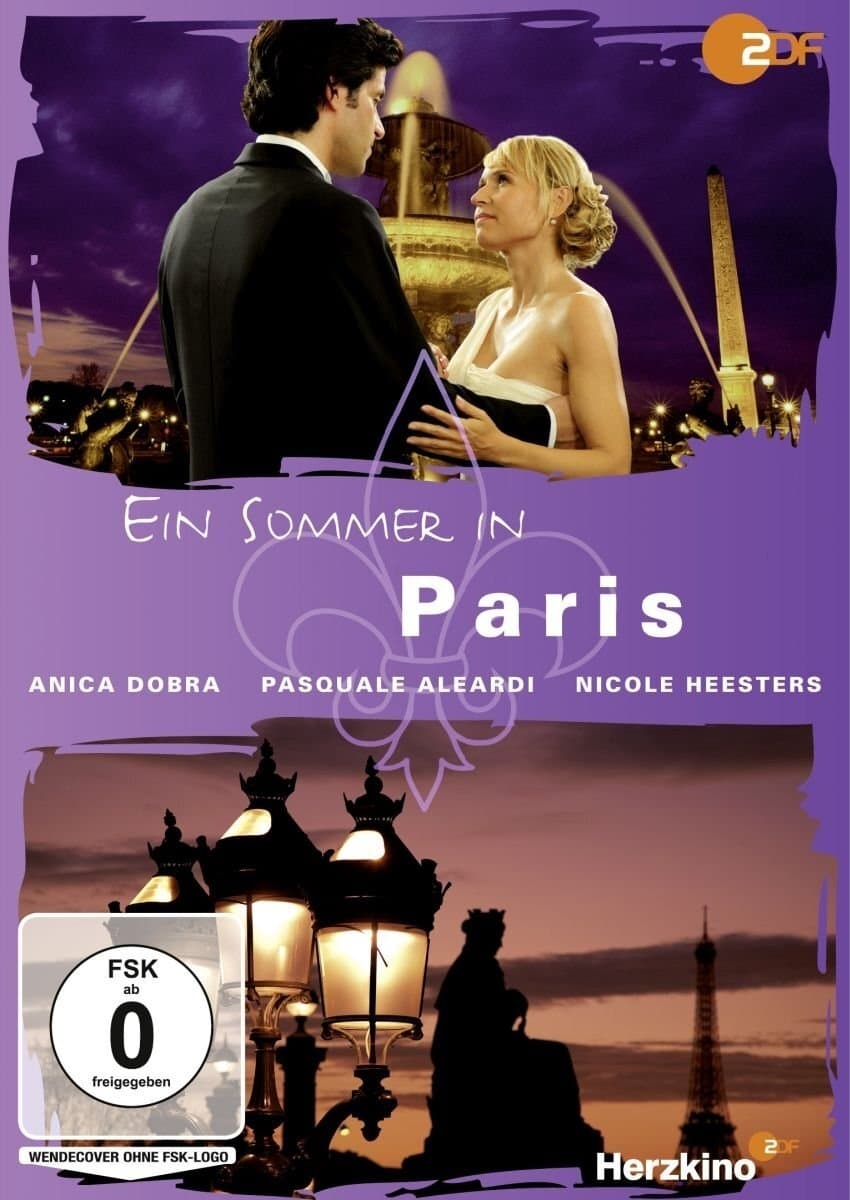 2DF
EIN SOMMER IN
Paris
ANICA DOBRA PASQUALE ALEARDI NICOLE HEESTERS
FSK
ab
0
freigegeben
WENDECOVER OHNE FSK-LOGO
2DF
Herzkino